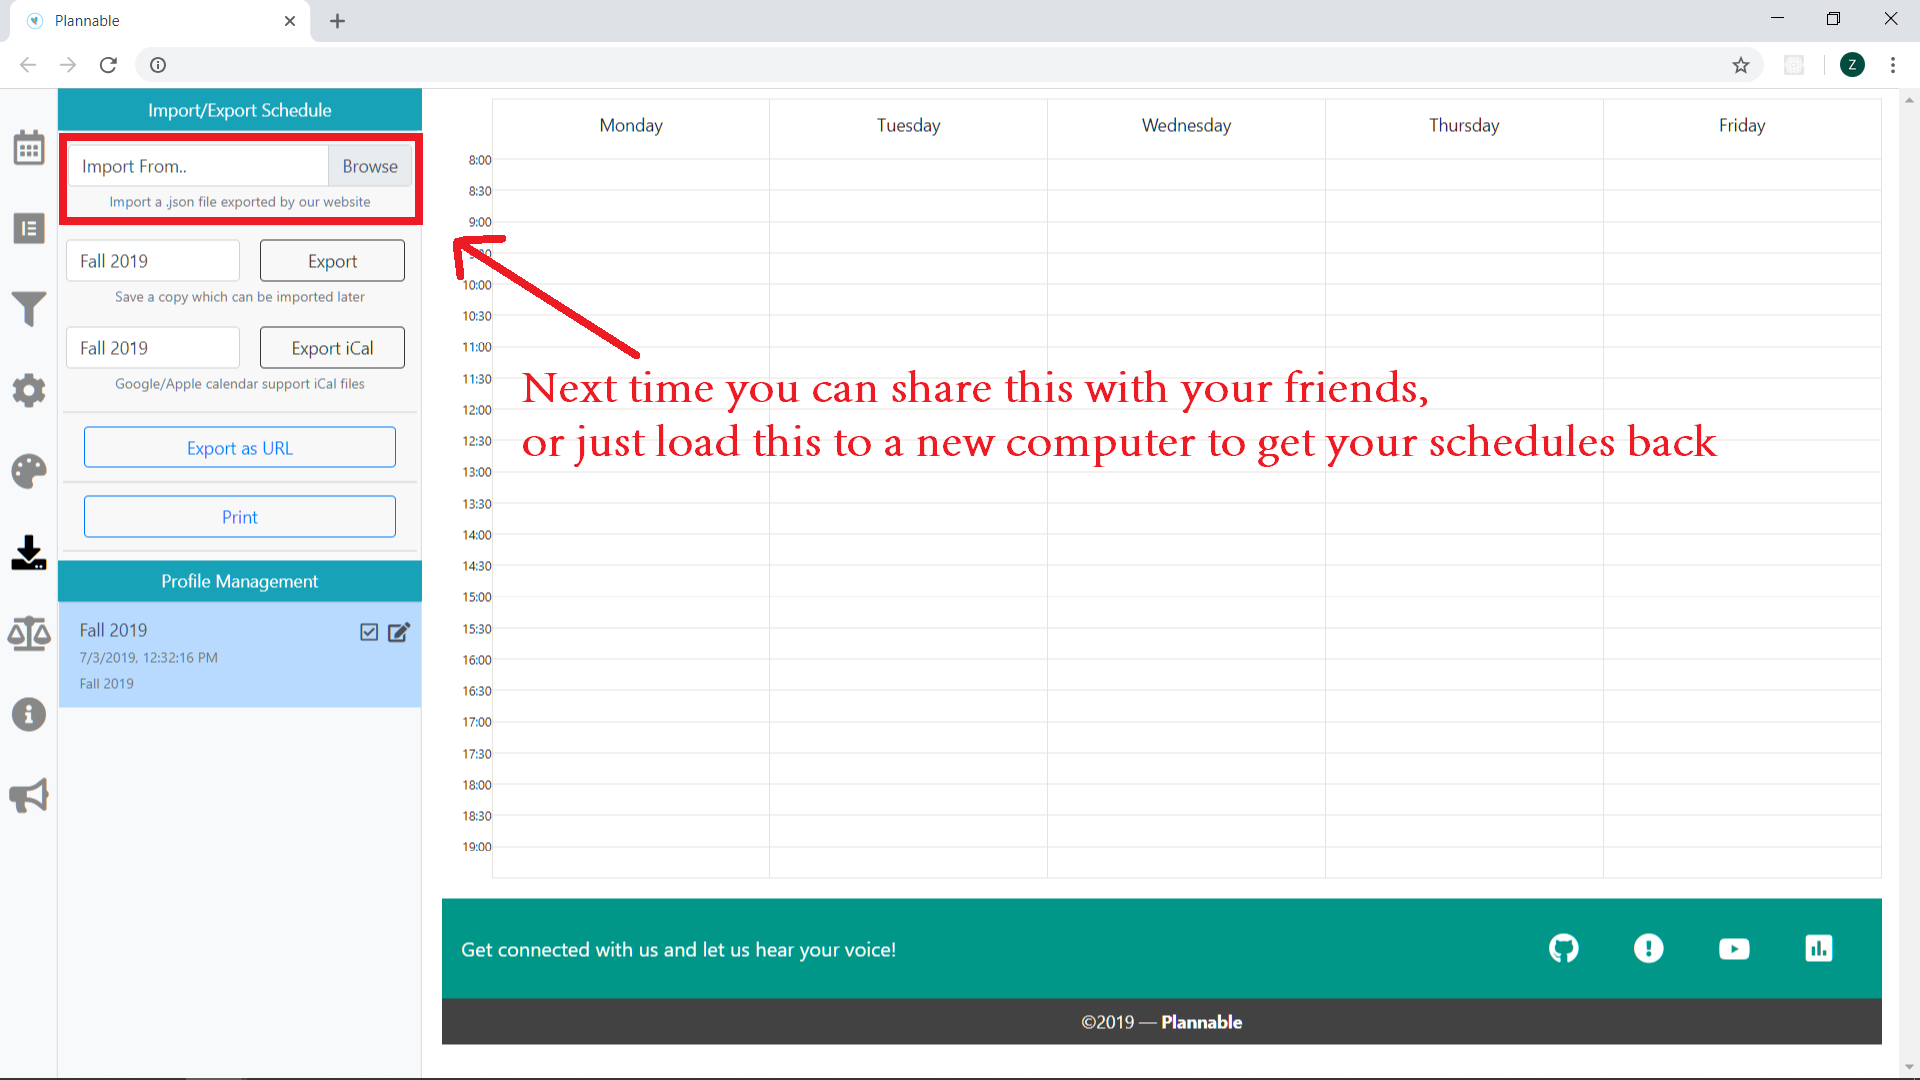 Plannable
Z
Import/Export Schedule
Import From..
Browse
Import a .json file exported by our website
Fall 2019
Export
Save a copy which can be imported later
Fall 2019
Export iCal
Google/Apple calendar support iCal files
Export as URL
Print
Profile Management
Fall 2019
7/3/2019, 12:32:16 PM
Fall 2019
Monday
Tuesday
Wednesday
Thursday
Friday
8:00
8:30
9:00
10:00
10:30
11:00
11:30
12:00
12:30
13:00
13:30
14:00
14:30
15:00
15:30
16:00
16:30
17:00
17:30
18:00
18:30
19:00
Next time you can share this with your friends,
or just load this to a new computer to get your schedules back
Get connected with us and let us hear your voice!
©2019 — Plannable